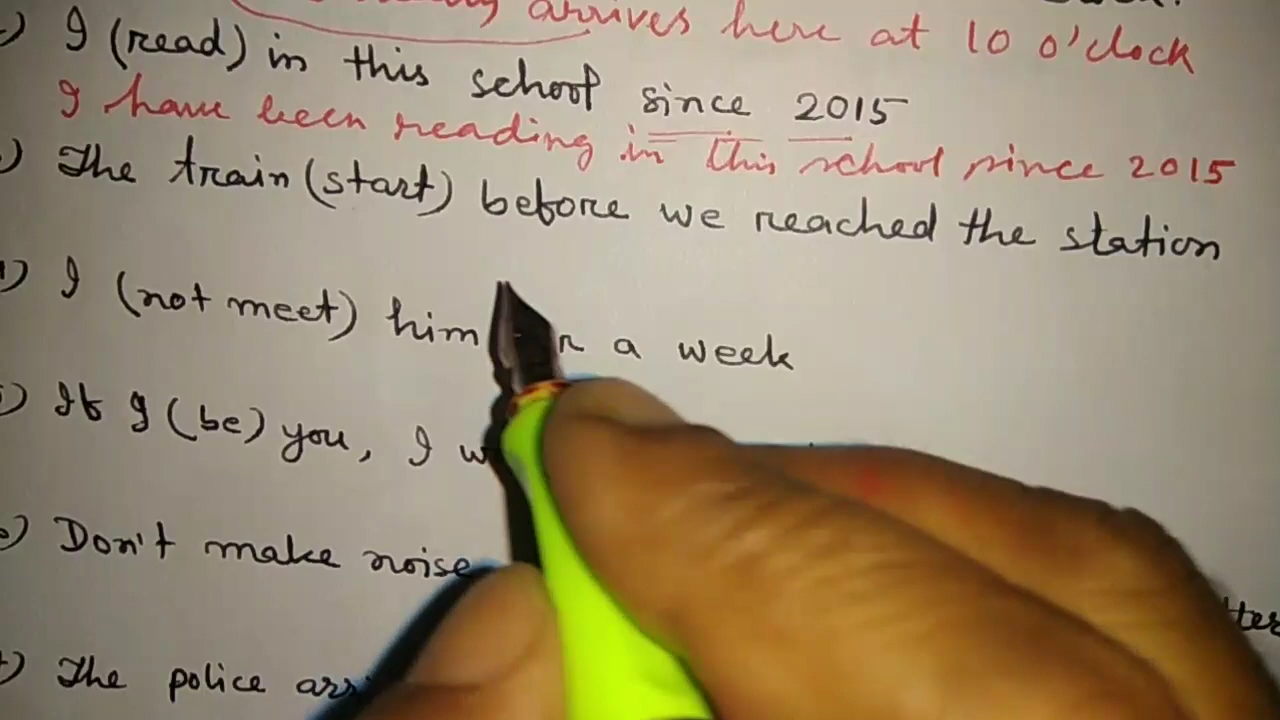 arrives here at 10 o'clock
I (read) in this school since 2015
I have been reading in this school since 2015
The train (start) before we reached the station
I (not meet) him a week
If I (be) you, I
Don't make noise
The police